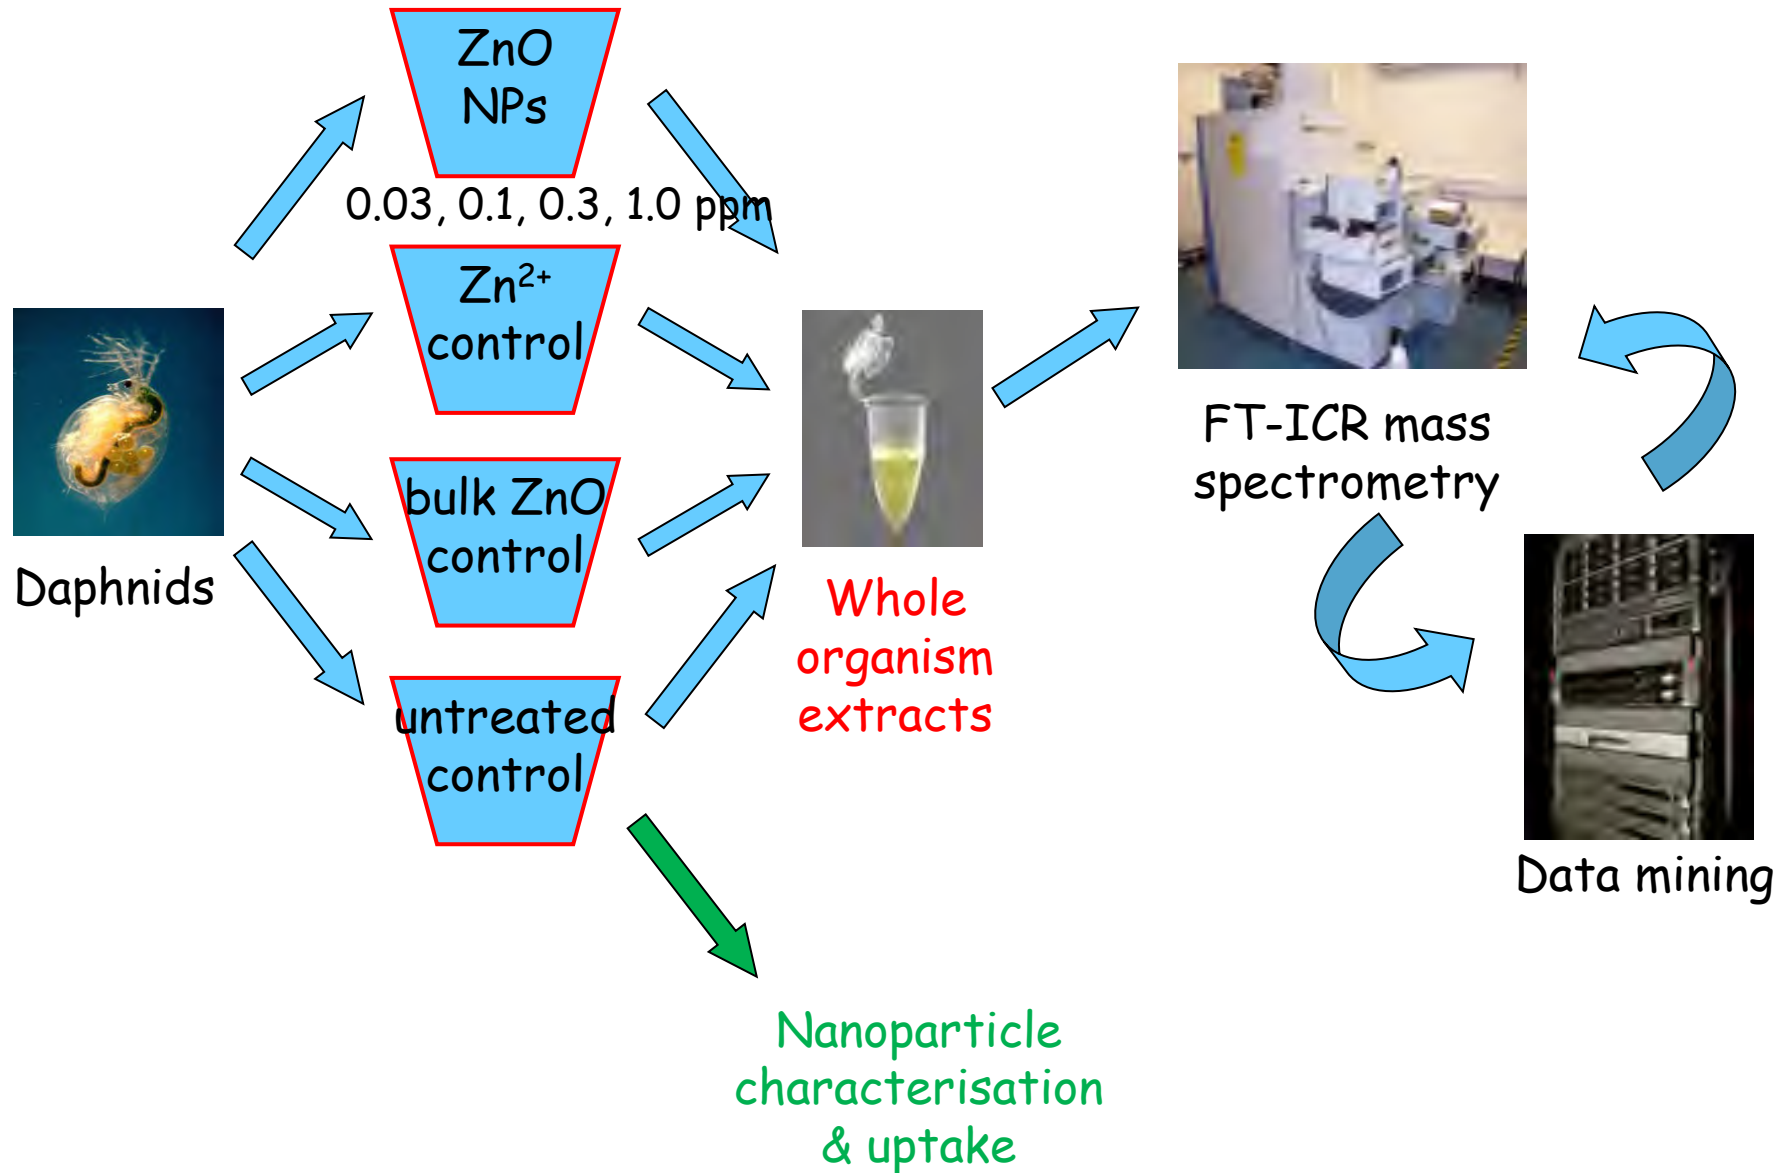 ZnO
NPs
0.03, 0.1, 0.3, 1.0 ppm
Zn²⁺
control
bulk ZnO
control
untreated
control
Daphnids
Whole
organism
extracts
FT-ICR mass
spectrometry
Data mining
Nanoparticle
characterisation
& uptake